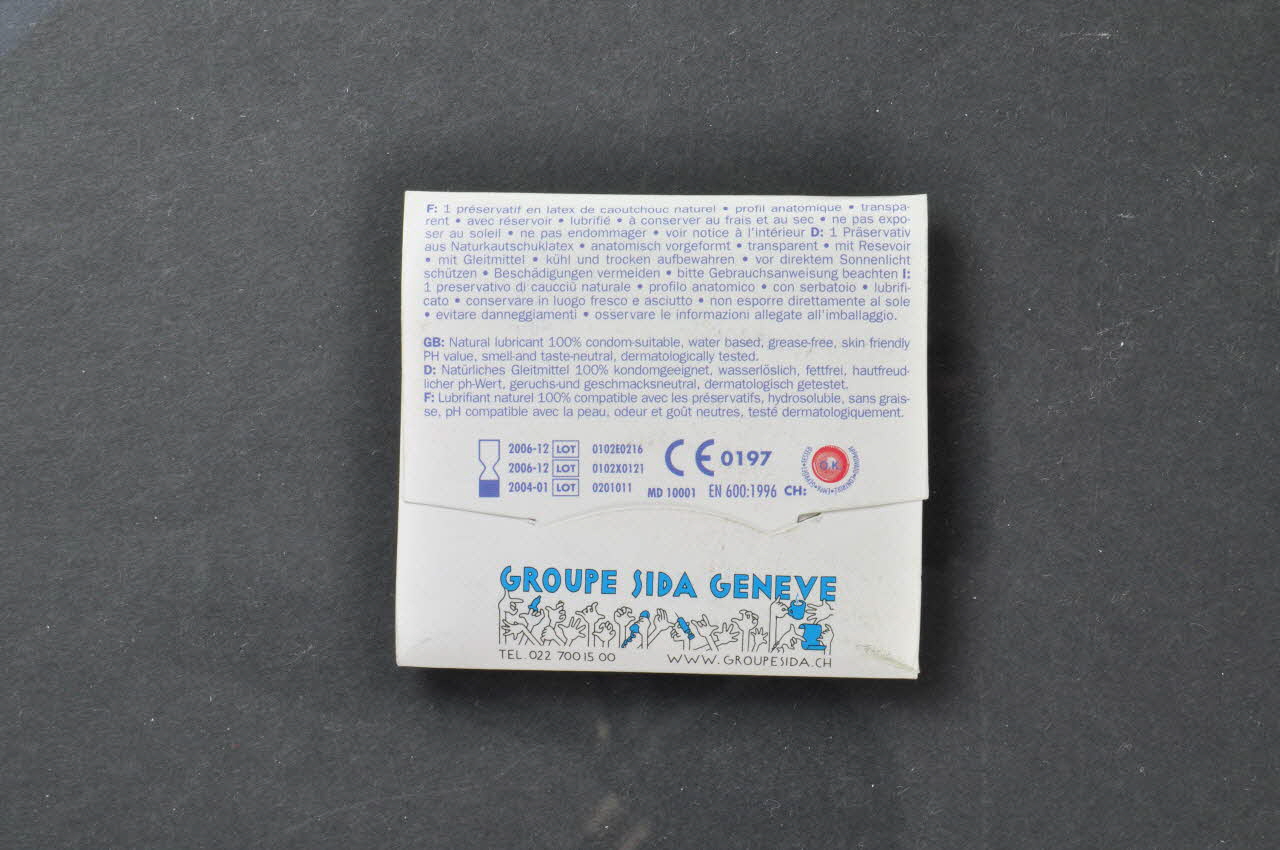 F: 1 préservatif en latex de caoutchouc naturel • profil anatomique • transpa-
rent • avec réservoir • lubrifié • à conserver au frais et au sec • ne pas expo-
ser au soleil • ne pas endommager • voir notice à l'intérieur D: 1 Präservativ
aus Naturkautschuklatex • anatomisch vorgeformt • transparent • mit Resevoir
• mit Gleitmittel • kühl und trocken aufbewahren • vor direktem Sonnenlicht
schützen • Beschädigungen vermeiden • bitte Gebrauchsanweisung beachten I:
1 preservativo di caucciù naturale • profilo anatomico • con serbatoio • lubrifi-
cato • conservare in luogo fresco e asciutto • non esporre direttamente al sole
• evitare danneggiamenti • osservare le informazioni allegate all'imballaggio.
GB: Natural lubricant 100% condom-suitable, water based, grease-free, skin friendly
PH value, smell-and taste-neutral, dermatologically tested.
D: Natürliches Gleitmittel 100% kondomgeeignet, wasserlöslich, fettfrei, hautfreud-
licher ph-Wert, geruchs-und geschmacksneutral, dermatologisch getestet.
F: Lubrifiant naturel 100% compatible avec les préservatifs, hydrosoluble, sans grais-
se, pH compatible avec la peau, odeur et goût neutres, testé dermatologiquement.
2006-12 LOT 0102E0216
2006-12 LOT 0102X0121
2004-01 LOT 0201011
CE 0197
MD 10001 EN 600:1996 CH:
O.K
GROUPE SIDA GENEVE
TEL. 022 700 15 00 WWW.GROUPESIDA.CH